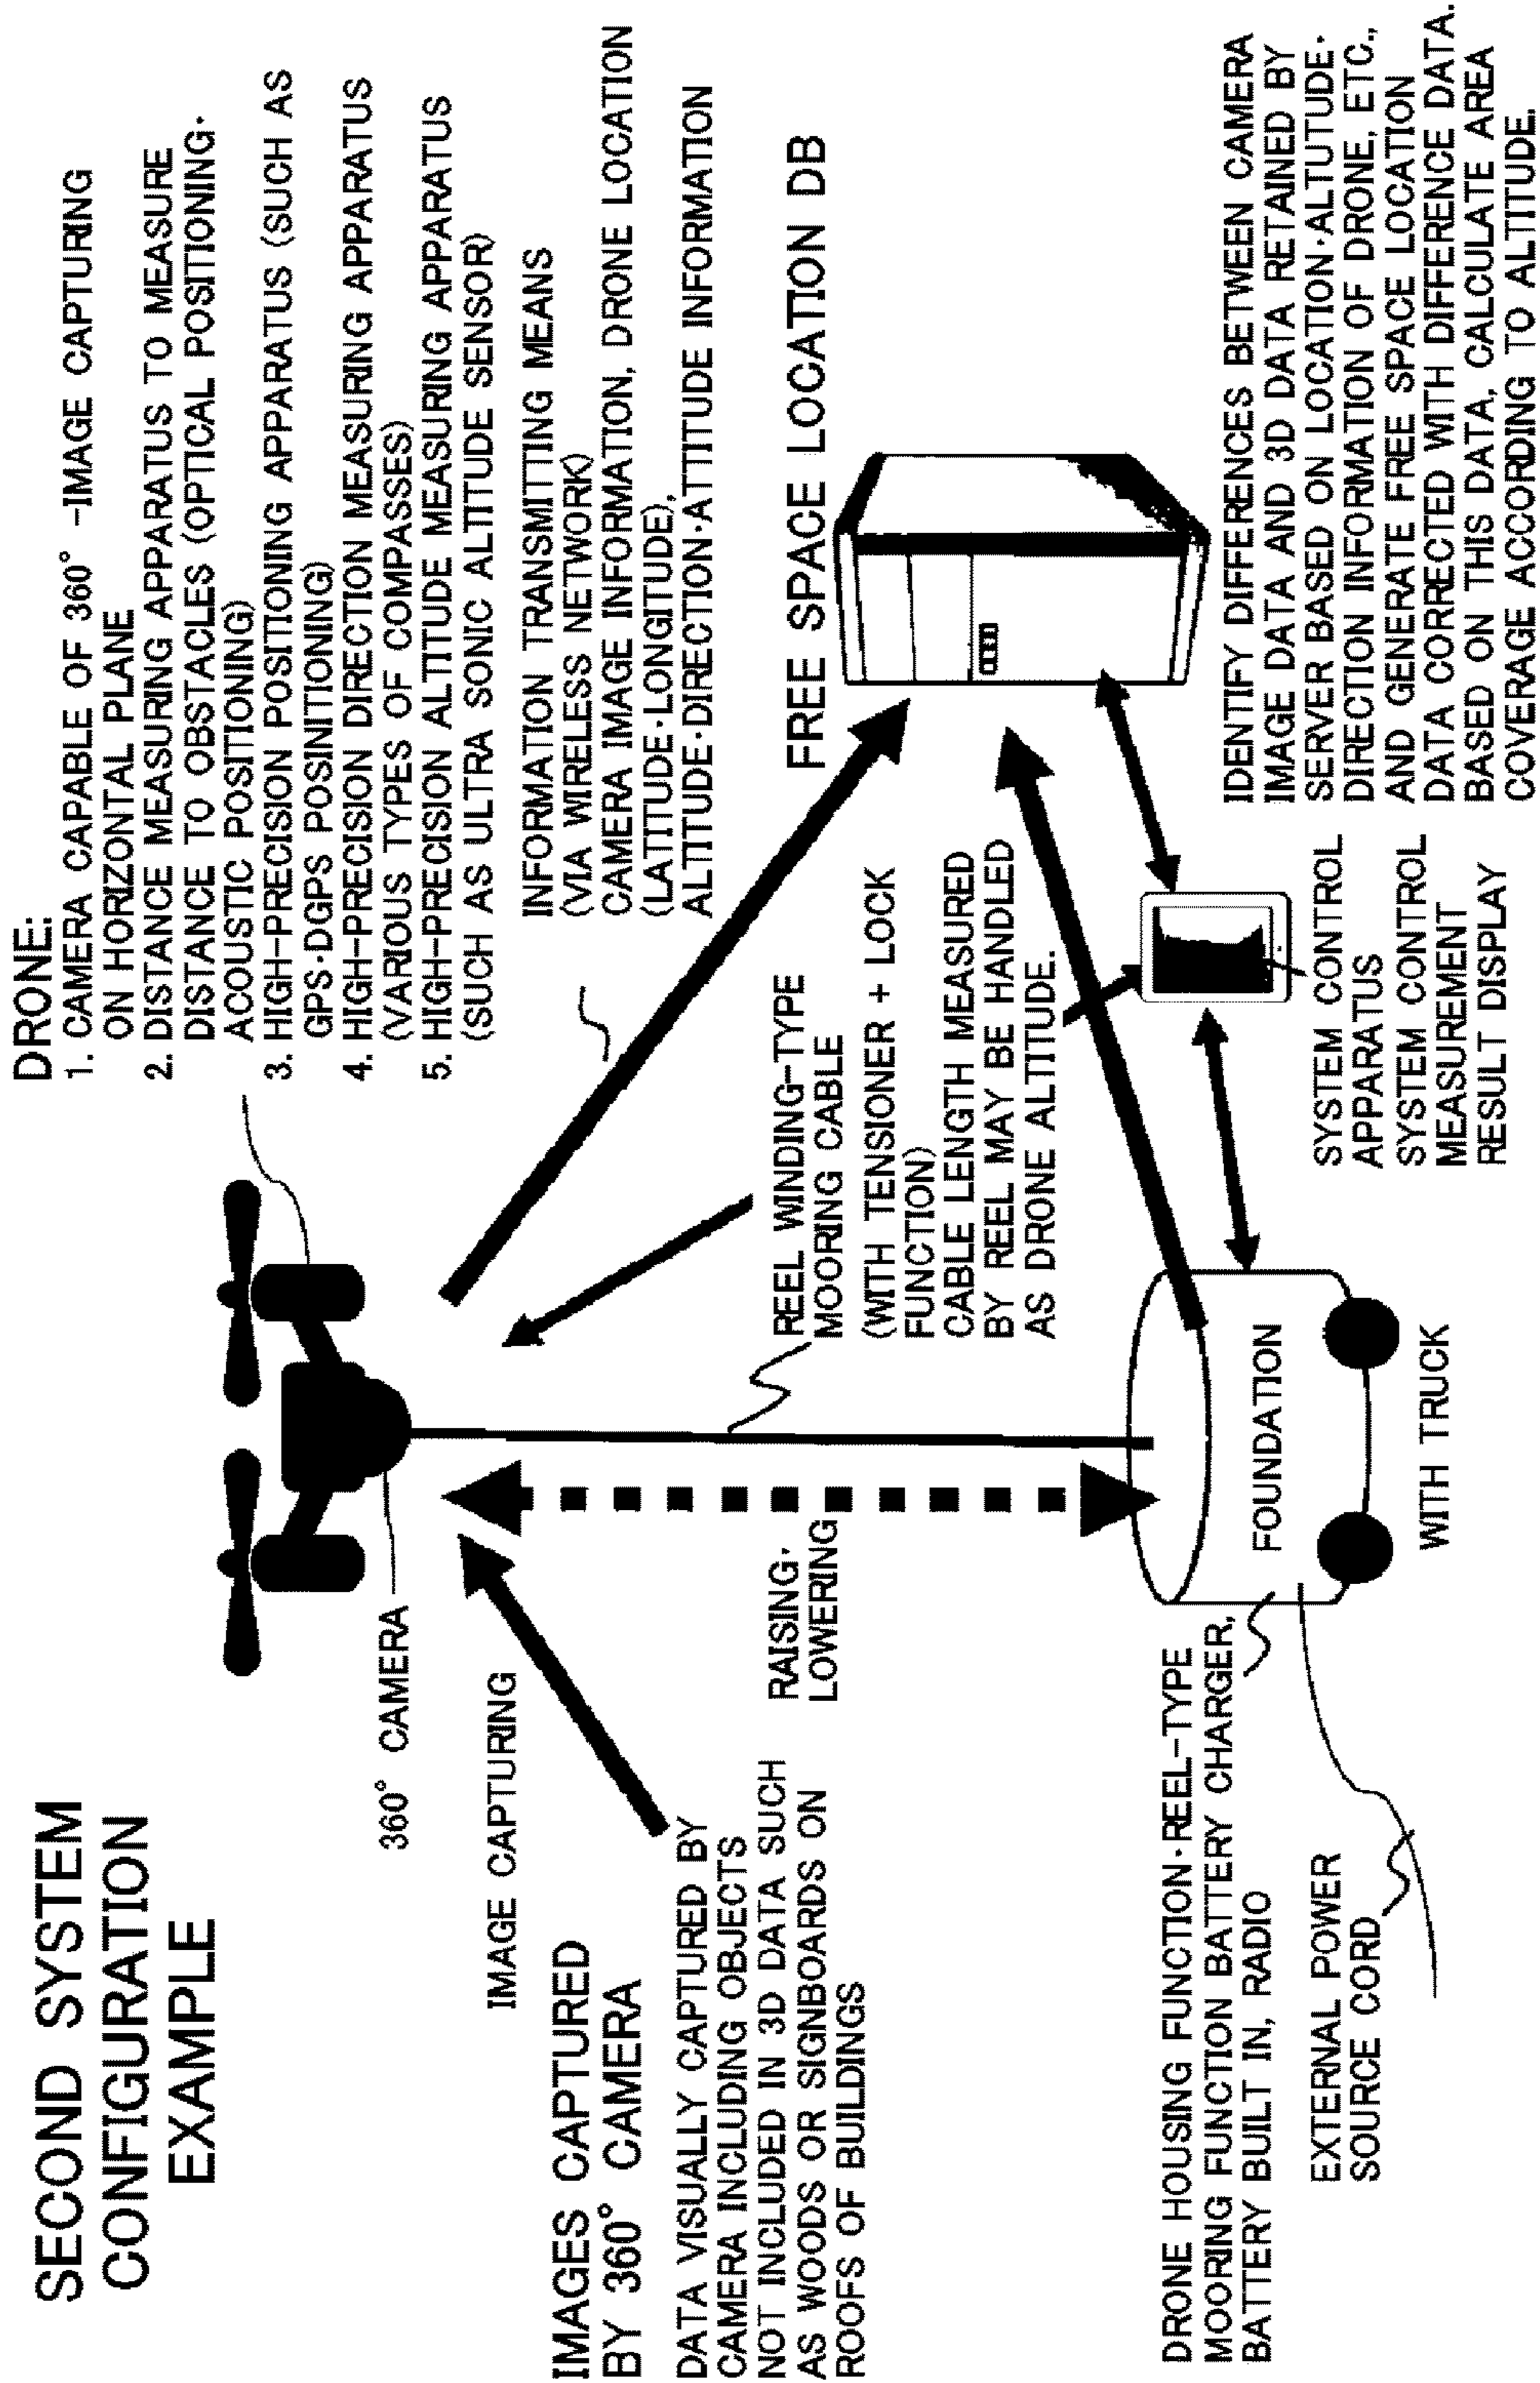 SECOND SYSTEM
CONFIGURATION
EXAMPLE
DRONE:
1. CAMERA CAPABLE OF 360° -IMAGE CAPTURING
ON HORIZONTAL PLANE
2. DISTANCE MEASURING APPARATUS TO MEASURE
DISTANCE TO OBSTACLES (OPTICAL POSITIONING·
ACOUSTIC POSITIONING)
3. HIGH-PRECISION POSITIONING APPARATUS (SUCH AS
GPS·DGPS POSINITIONING)
4. HIGH-PRECISION DIRECTION MEASURING APPARATUS
(VARIOUS TYPES OF COMPASSES)
5. HIGH-PRECISION ALTITUDE MEASURING APPARATUS
(SUCH AS ULTRA SONIC ALTITUDE SENSOR)
360° CAMERA
IMAGE CAPTURING
INFORMATION TRANSMITTING MEANS
(VIA WIRELESS NETWORK)
CAMERA IMAGE INFORMATION, DRONE LOCATION
(LATITUDE·LONGITUDE),
ALTITUDE·DIRECTION·ATTITUDE INFORMATION
IMAGES CAPTURED
BY 360° CAMERA
DATA VISUALLY CAPTURED BY
CAMERA INCLUDING OBJECTS
NOT INCLUDED IN 3D DATA SUCH
AS WOODS OR SIGNBOARDS ON
ROOFS OF BUILDINGS
RAISING·
LOWERING
REEL WINDING-TYPE
MOORING CABLE
(WITH TENSIONER + LOCK
FUNCTION)
CABLE LENGTH MEASURED
BY REEL MAY BE HANDLED
AS DRONE ALTITUDE.
FREE SPACE LOCATION DB
DRONE HOUSING FUNCTION·REEL-TYPE
MOORING FUNCTION BATTERY CHARGER,
BATTERY BUILT IN, RADIO
EXTERNAL POWER
SOURCE CORD
FOUNDATION
WITH TRUCK
SYSTEM CONTROL
APPARATUS
SYSTEM CONTROL
MEASUREMENT
RESULT DISPLAY
IDENTIFY DIFFERENCES BETWEEN CAMERA
IMAGE DATA AND 3D DATA RETAINED BY
SERVER BASED ON LOCATION·ALTUTUDE·
DIRECTION INFORMATION OF DRONE, ETC.,
AND GENERATE FREE SPACE LOCATION
DATA CORRECTED WITH DIFFERENCE DATA.
BASED ON THIS DATA, CALCULATE AREA
COVERAGE ACCORDING TO ALTITUDE.